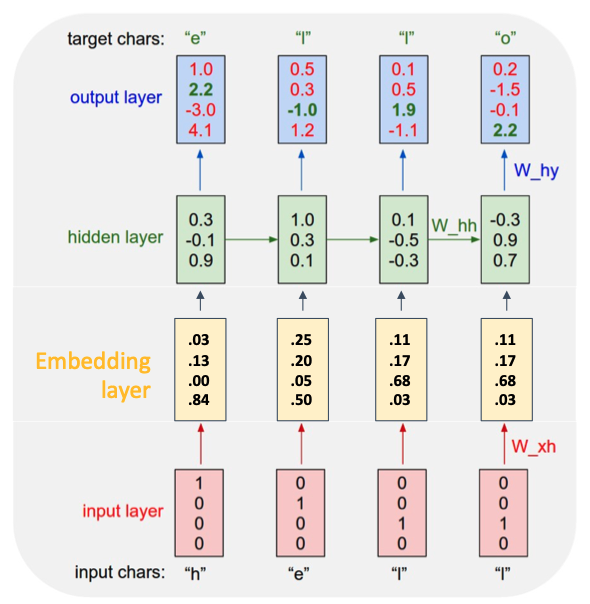 target chars: “e” “l” “l” “o”
output layer
1.0 0.5 0.1 0.2
2.2 0.3 0.5 -1.5
-3.0 -1.0 1.9 -0.1
4.1 1.2 -1.1 2.2
W_hy
hidden layer
0.3 1.0 0.1 -0.3
-0.1 0.3 -0.5 0.9
0.9 0.1 -0.3 0.7
W_hh
Embedding
layer
.03 .25 .11 .11
.13 .20 .17 .17
.00 .05 .68 .68
.84 .50 .03 .03
W_xh
input layer
1 0 0 0
0 1 0 0
0 0 1 1
0 0 0 0
input chars: “h” “e” “l” “l”